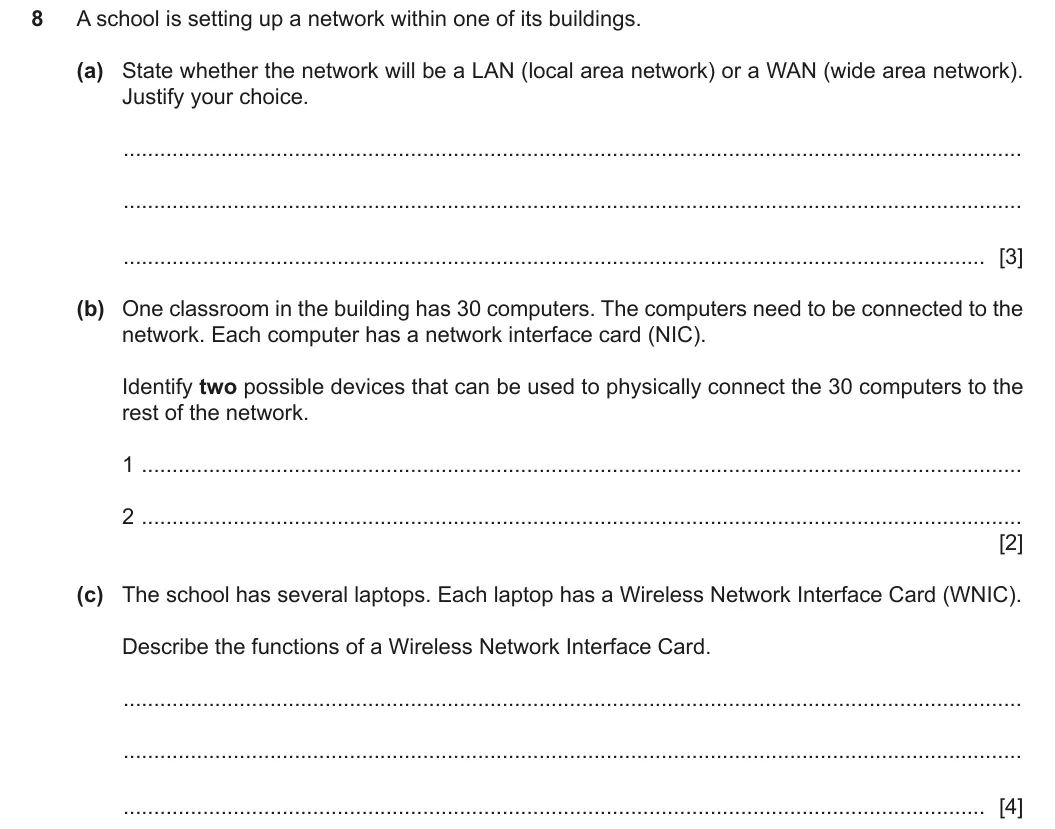 8 A school is setting up a network within one of its buildings.
(a) State whether the network will be a LAN (local area network) or a WAN (wide area network).
Justify your choice.
[3]
(b) One classroom in the building has 30 computers. The computers need to be connected to the
network. Each computer has a network interface card (NIC).
Identify two possible devices that can be used to physically connect the 30 computers to the
rest of the network.
1
2
[2]
(c) The school has several laptops. Each laptop has a Wireless Network Interface Card (WNIC).
Describe the functions of a Wireless Network Interface Card.
[4]